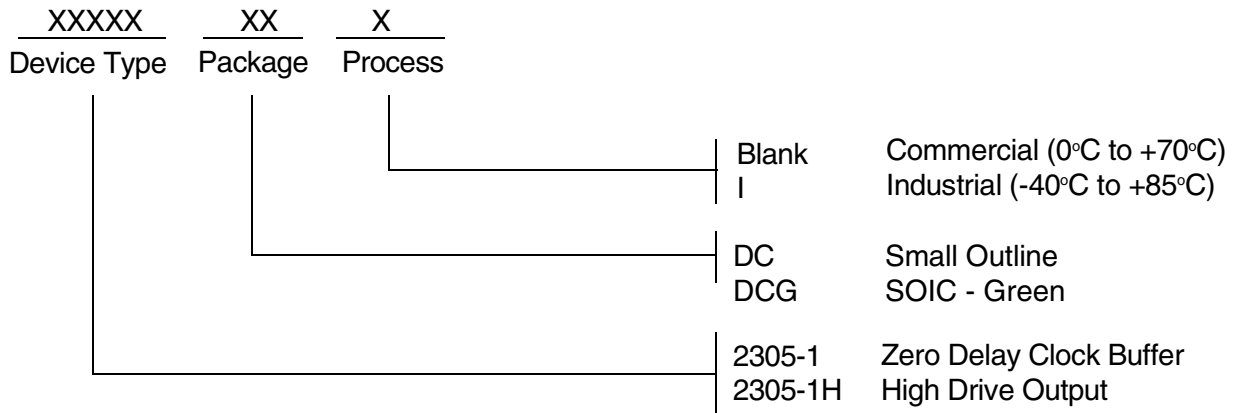 XXXXX XX X
Device Type Package Process
Blank Commercial (0°C to +70°C)
I Industrial (-40°C to +85°C)
DC Small Outline
DCG SOIC - Green
2305-1 Zero Delay Clock Buffer
2305-1H High Drive Output